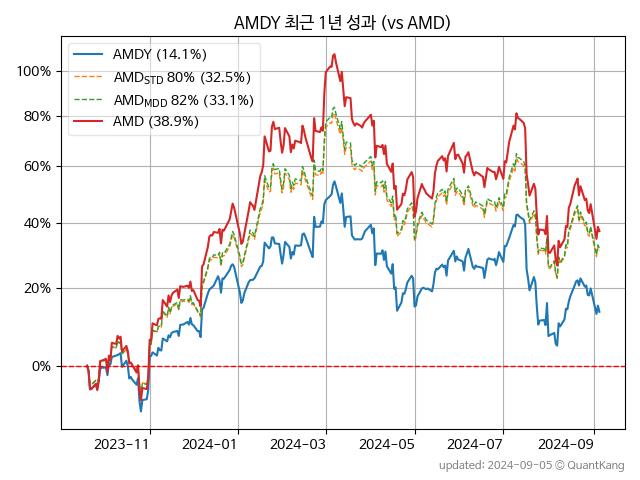 AMDY 최근 1년 성과 (vs AMD)
AMDY (14.1%)
AMD_STD 80% (32.5%)
AMD_MDD 82% (33.1%)
AMD (38.9%)
100%
80%
60%
40%
20%
0%
2023-11
2024-01
2024-03
2024-05
2024-07
2024-09
updated: 2024-09-05 © QuantKang